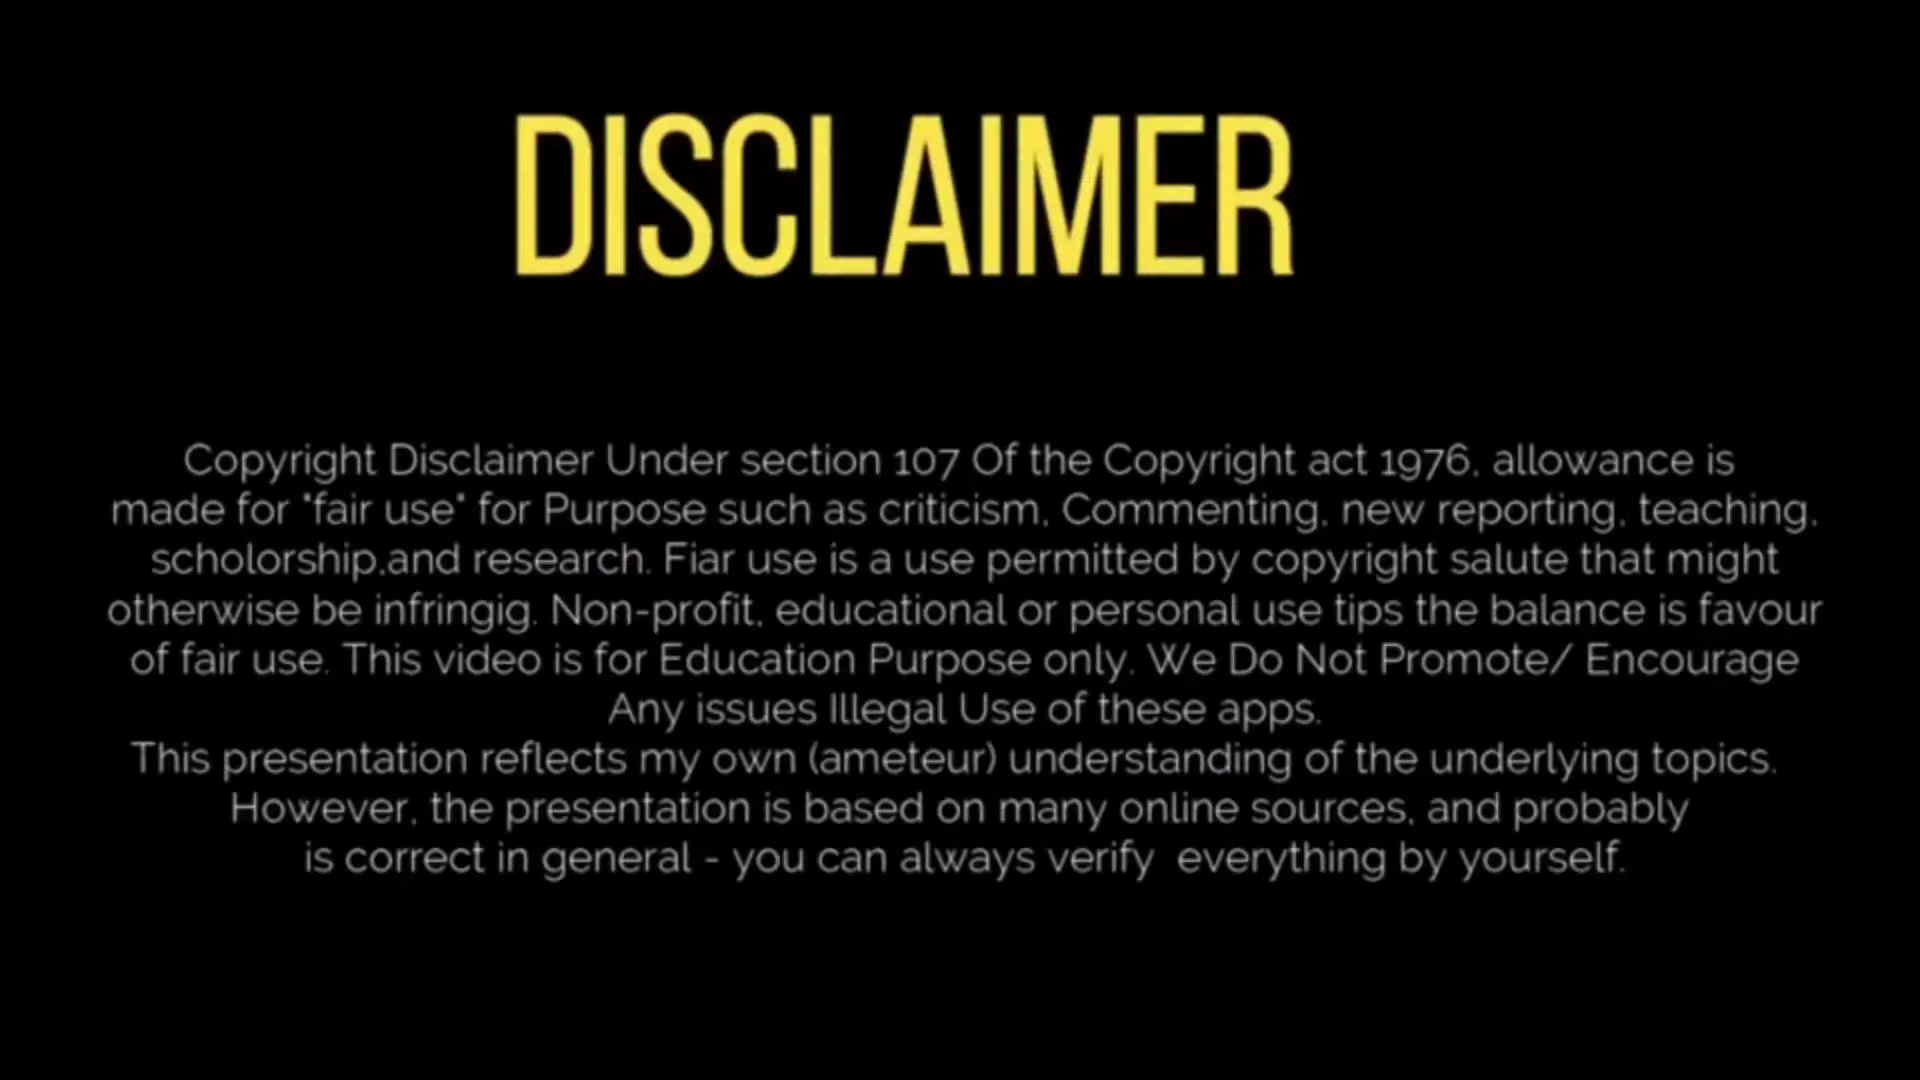 DISCLAIMER
Copyright Disclaimer Under section 107 Of the Copyright act 1976, allowance is
made for "fair use" for Purpose such as criticism, Commenting, new reporting, teaching,
scholorship,and research. Fiar use is a use permitted by copyright salute that might
otherwise be infringig. Non-profit, educational or personal use tips the balance is favour
of fair use. This video is for Education Purpose only. We Do Not Promote/ Encourage
Any issues Illegal Use of these apps.
This presentation reflects my own (ameteur) understanding of the underlying topics.
However, the presentation is based on many online sources, and probably
is correct in general - you can always verify  everything by yourself.